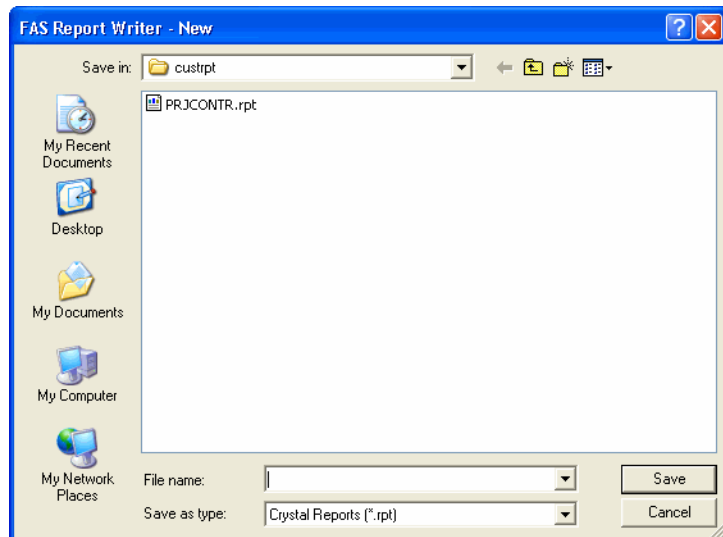 FAS Report Writer - New
Save in: custrpt
PRJCONTR.rpt
My Recent
Documents
Desktop
My Documents
My Computer
My Network
Places
File name:
Save as type: Crystal Reports (*.rpt)
Save
Cancel